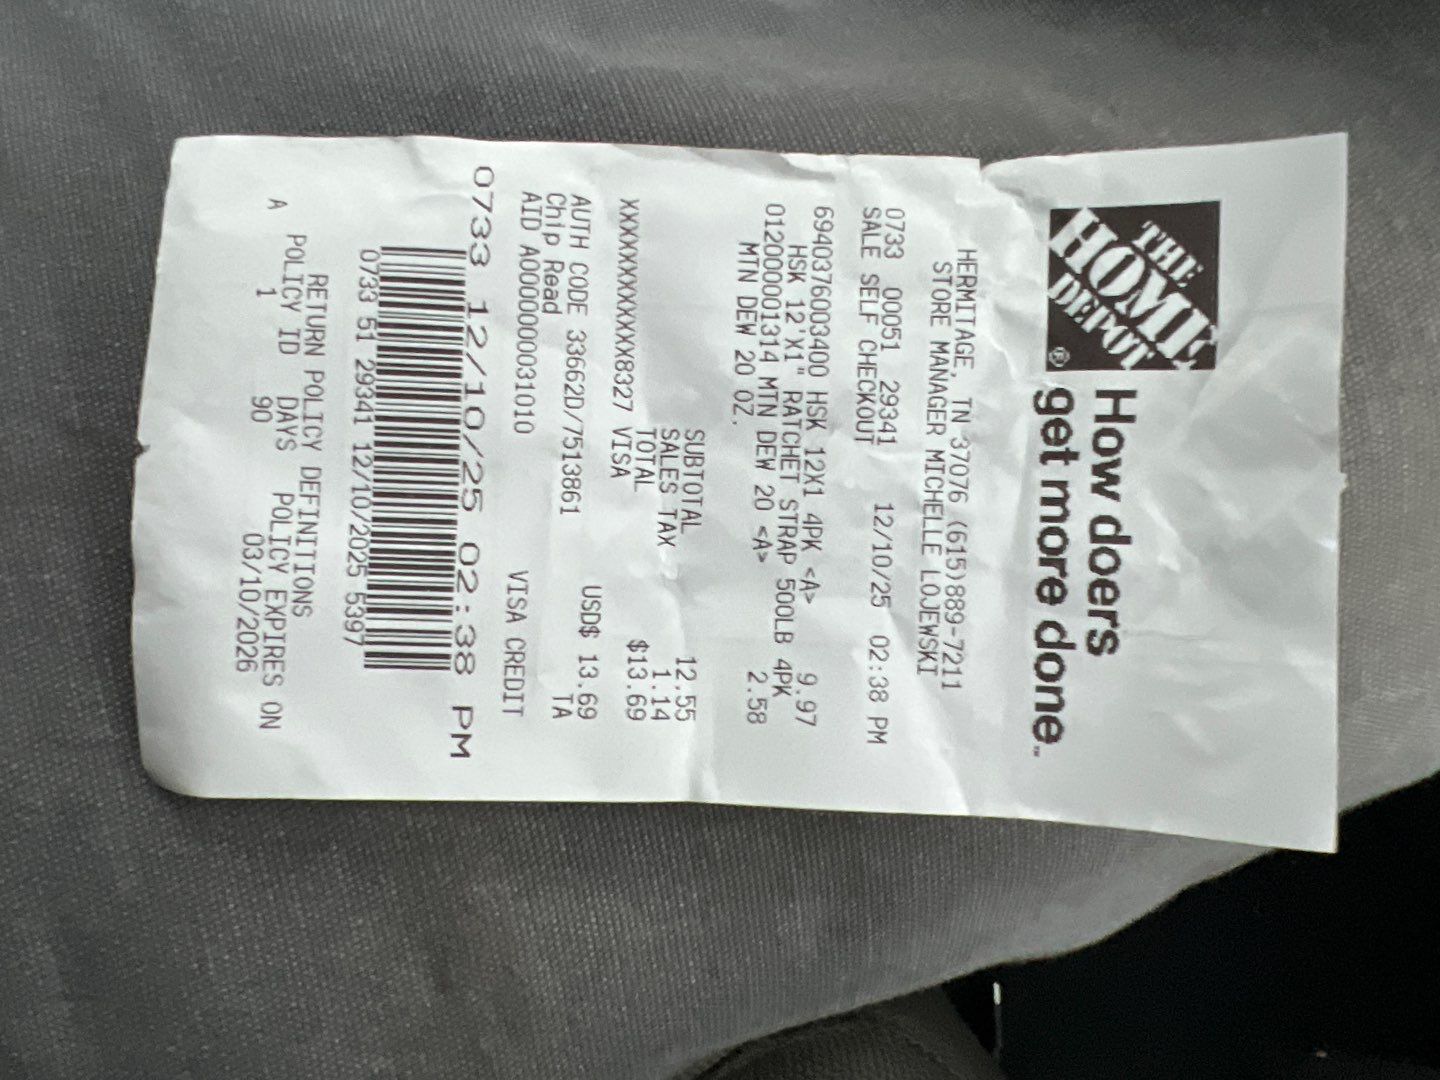 THE
HOME
DEPOT
®
How doers
get more done.™
HERMITAGE, TN 37076 (615)889-7211
STORE MANAGER MICHELLE LOJEWSKI
0733 00051 29341 12/10/25 02:38 PM
SALE SELF CHECKOUT
6940376003400 HSK 12X1 4PK <A> 9.97
HSK 12'X1" RATCHET STRAP 500LB 4PK
012000001314 MTN DEW 20 <A> 2.58
MTN DEW 20 OZ.
SUBTOTAL 12.55
SALES TAX 1.14
TOTAL $13.69
XXXXXXXXXXXX8327 VISA
USD$ 13.69
AUTH CODE 33662D/7513861 TA
Chip Read
AID A0000000031010 VISA CREDIT
0733 12/10/25 02:38 PM
0733 51 29341 12/10/2025 5397
RETURN POLICY DEFINITIONS
POLICY ID DAYS POLICY EXPIRES ON
A 1 90 03/10/2026